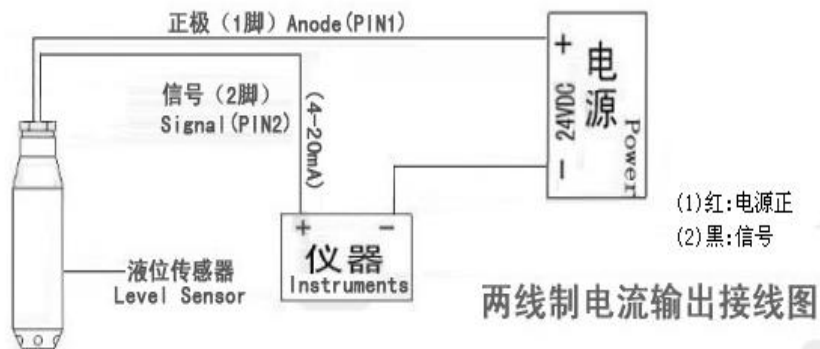 正极（1脚）Anode(PIN1)
信号（2脚）
Signal(PIN2)
(4-20mA)
+
电源
24VDC
Power
-
(1)红:电源正
(2)黑:信号
+ -
仪器
Instruments
液位传感器
Level Sensor
两线制电流输出接线图